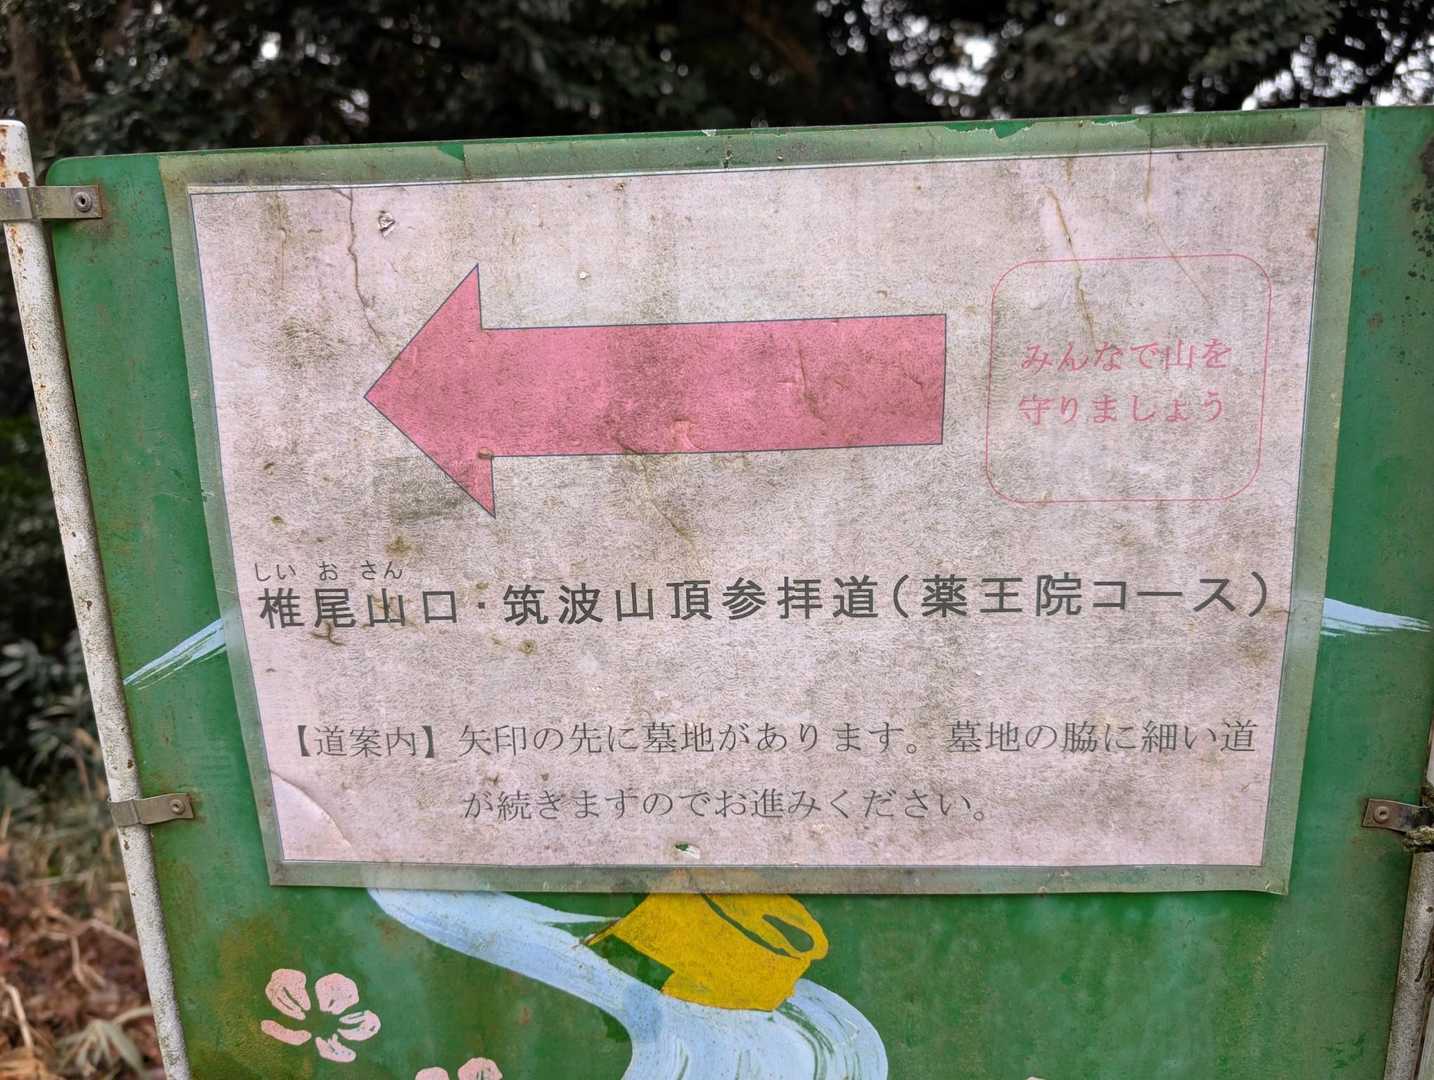 みんなで山を
守りましょう
しいおさん
椎尾山口・筑波山頂参拝道（薬王院コース）
【道案内】矢印の先に墓地があります。墓地の脇に細い道
が続きますのでお進みください。